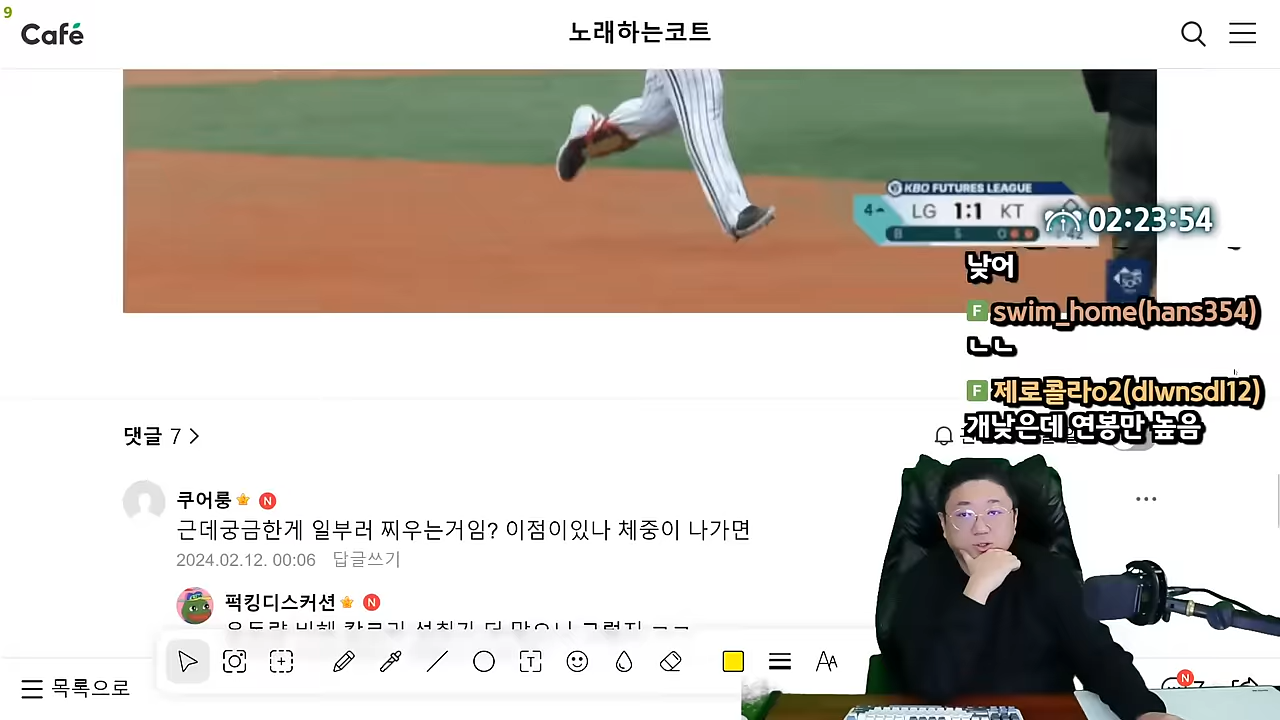 9
Café
노래하는코트
KBO FUTURES LEAGUE
4
LG 1:1 KT
B S O
02:23:54
낮어
F swim_home(hans354)
ㄴㄴ
F 제로콜라o2(dlwnsdl12)
개낮은데 연봉만 높음
댓글 7
쿠어룽 N
근데궁금한게 일부러 찌우는거임? 이점이있나 체중이 나가면
2024.02.12. 00:06 답글쓰기
퍽킹디스커션 N
T
AA
목록으로
N
7